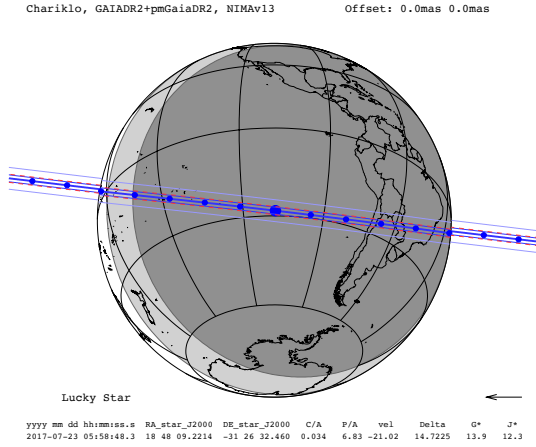 Chariklo, GAIADR2+pmGaiaDR2, NIMAv13 Offset: 0.0mas 0.0mas
Lucky Star
yyyy mm dd hh:mm:ss.s RA_star_J2000 DE_star_J2000 C/A P/A vel Delta G* J*
2017-07-23 05:58:48.3 18 48 09.2214 -31 26 32.460 0.034 6.83 -21.02 14.7225 13.9 12.3